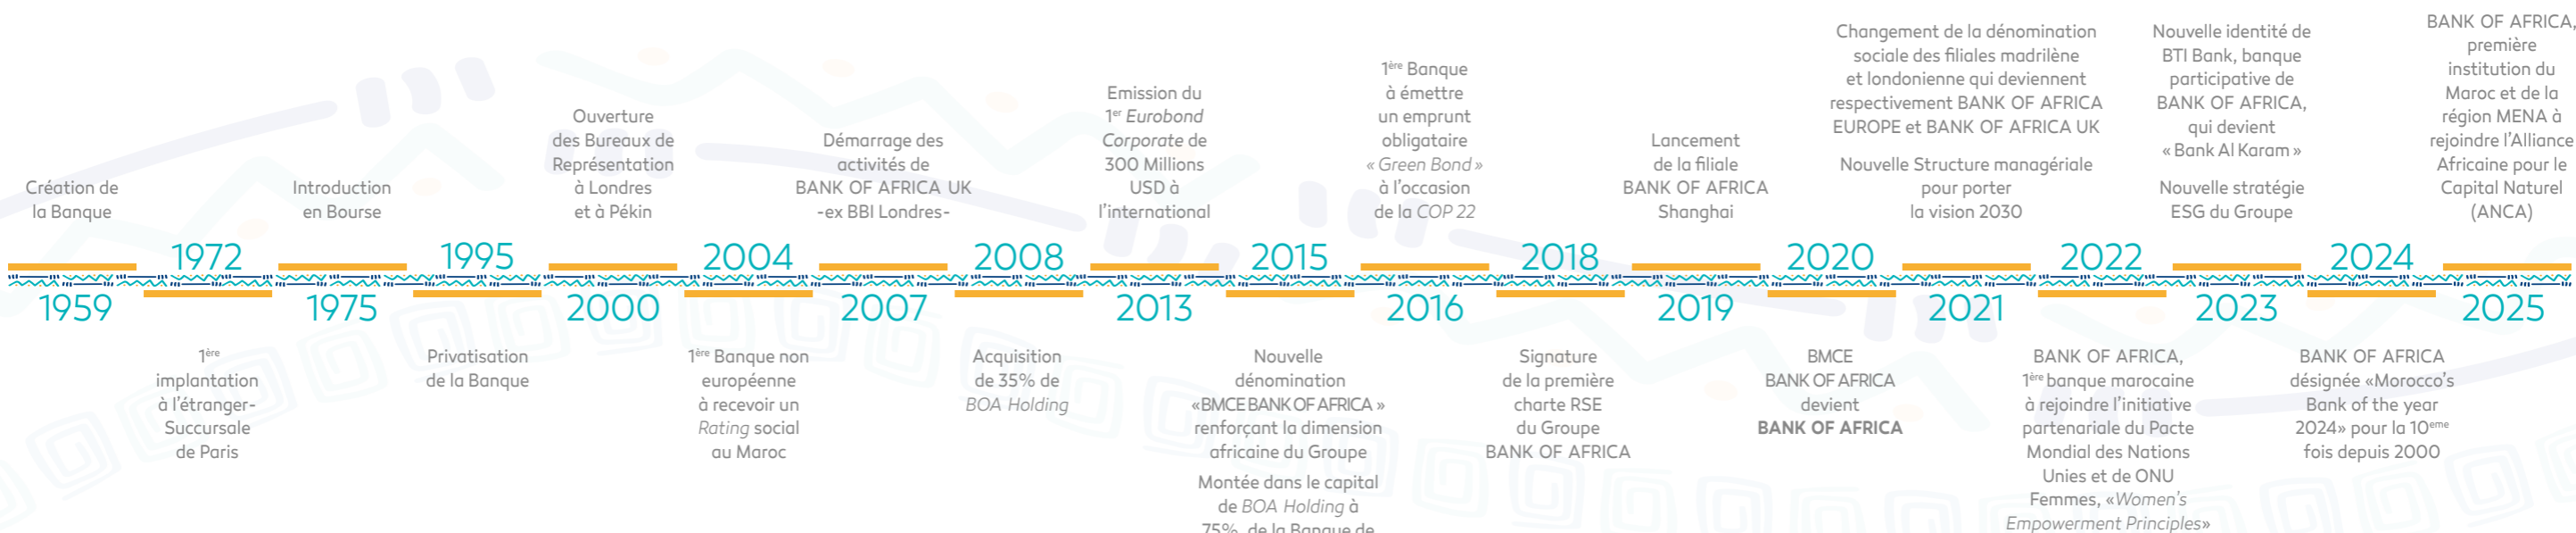 Création de
la Banque
1959
1972
1ère
implantation
à l'étranger-
Succursale
de Paris
Introduction
en Bourse
1975
1995
Privatisation
de la Banque
Ouverture
des Bureaux de
Représentation
à Londres
et à Pékin
2000
2004
1ère Banque non
européenne
à recevoir un
Rating social
au Maroc
Démarrage des
activités de
BANK OF AFRICA UK
-ex BBI Londres-
2007
2008
Acquisition
de 35% de
BOA Holding
Emission du
1er Eurobond
Corporate de
300 Millions
USD à
l'international
2013
2015
Nouvelle
dénomination
«BMCE BANK OF AFRICA »
renforçant la dimension
africaine du Groupe
Montée dans le capital
de BOA Holding à
75%, de la Banque de
1ère Banque
à émettre
un emprunt
obligataire
« Green Bond »
à l'occasion
de la COP 22
2016
2018
Signature
de la première
charte RSE
du Groupe
BANK OF AFRICA
Lancement
de la filiale
BANK OF AFRICA
Shanghai
2019
2020
BMCE
BANK OF AFRICA
devient
BANK OF AFRICA
Changement de la dénomination
sociale des filiales madrilène
et londonienne qui deviennent
respectivement BANK OF AFRICA
EUROPE et BANK OF AFRICA UK
Nouvelle Structure managériale
pour porter
la vision 2030
2021
2022
BANK OF AFRICA,
1ère banque marocaine
à rejoindre l'initiative
partenariale du Pacte
Mondial des Nations
Unies et de ONU
Femmes, «Women's
Empowerment Principles»
Nouvelle identité de
BTI Bank, banque
participative de
BANK OF AFRICA,
qui devient
« Bank Al Karam »
Nouvelle stratégie
ESG du Groupe
2023
2024
BANK OF AFRICA
désignée «Morocco's
Bank of the year
2024» pour la 10eme
fois depuis 2000
BANK OF AFRICA,
première
institution du
Maroc et de la
région MENA à
rejoindre l'Alliance
Africaine pour le
Capital Naturel
(ANCA)
2025